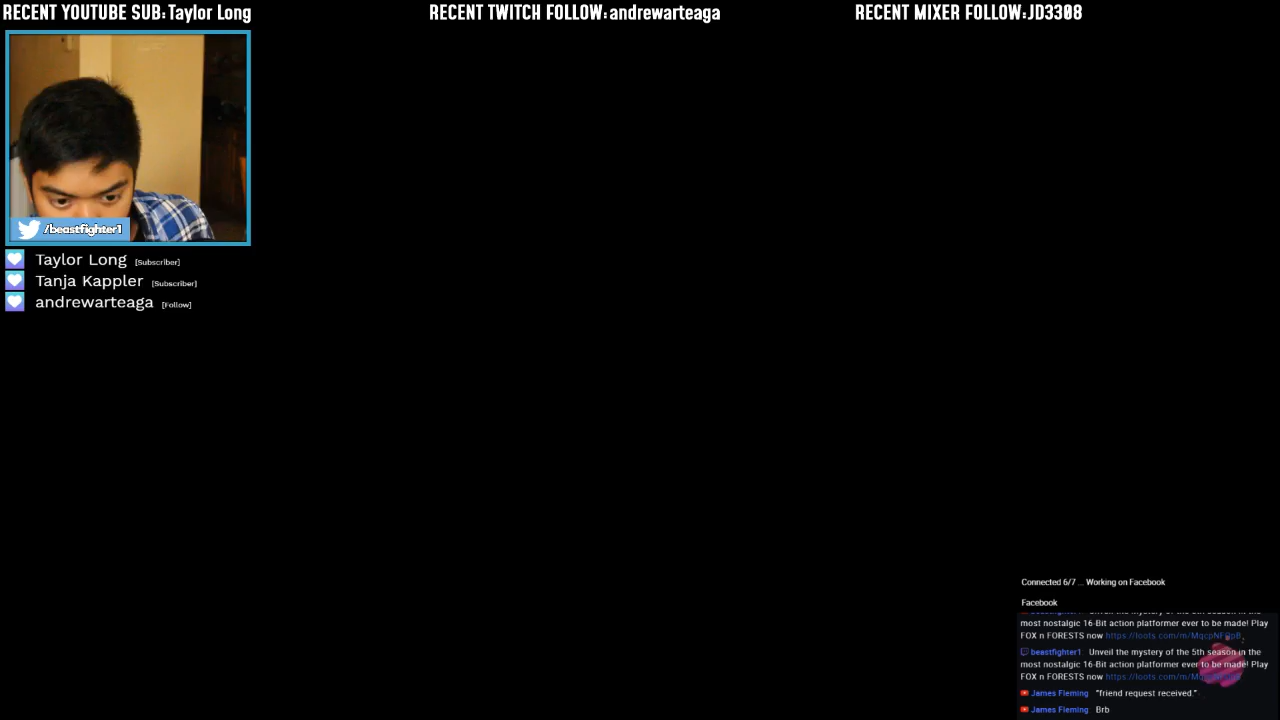 RECENT YOUTUBE SUB: Taylor Long
RECENT TWITCH FOLLOW: andrewarteaga
RECENT MIXER FOLLOW: JD3308
/beastfighter1
Taylor Long [Subscriber]
Tanja Kappler [Subscriber]
andrewarteaga [Follow]
Connected 6/7 ... Working on Facebook
Facebook
most nostalgic 16-Bit action platformer ever to be made! Play
FOX n FORESTS now
beastfighter1 Unveil the mystery of the 5th season in the
most nostalgic 16-Bit action platformer ever to be made! Play
FOX n FORESTS now
James Fleming "friend request received."
James Fleming Brb